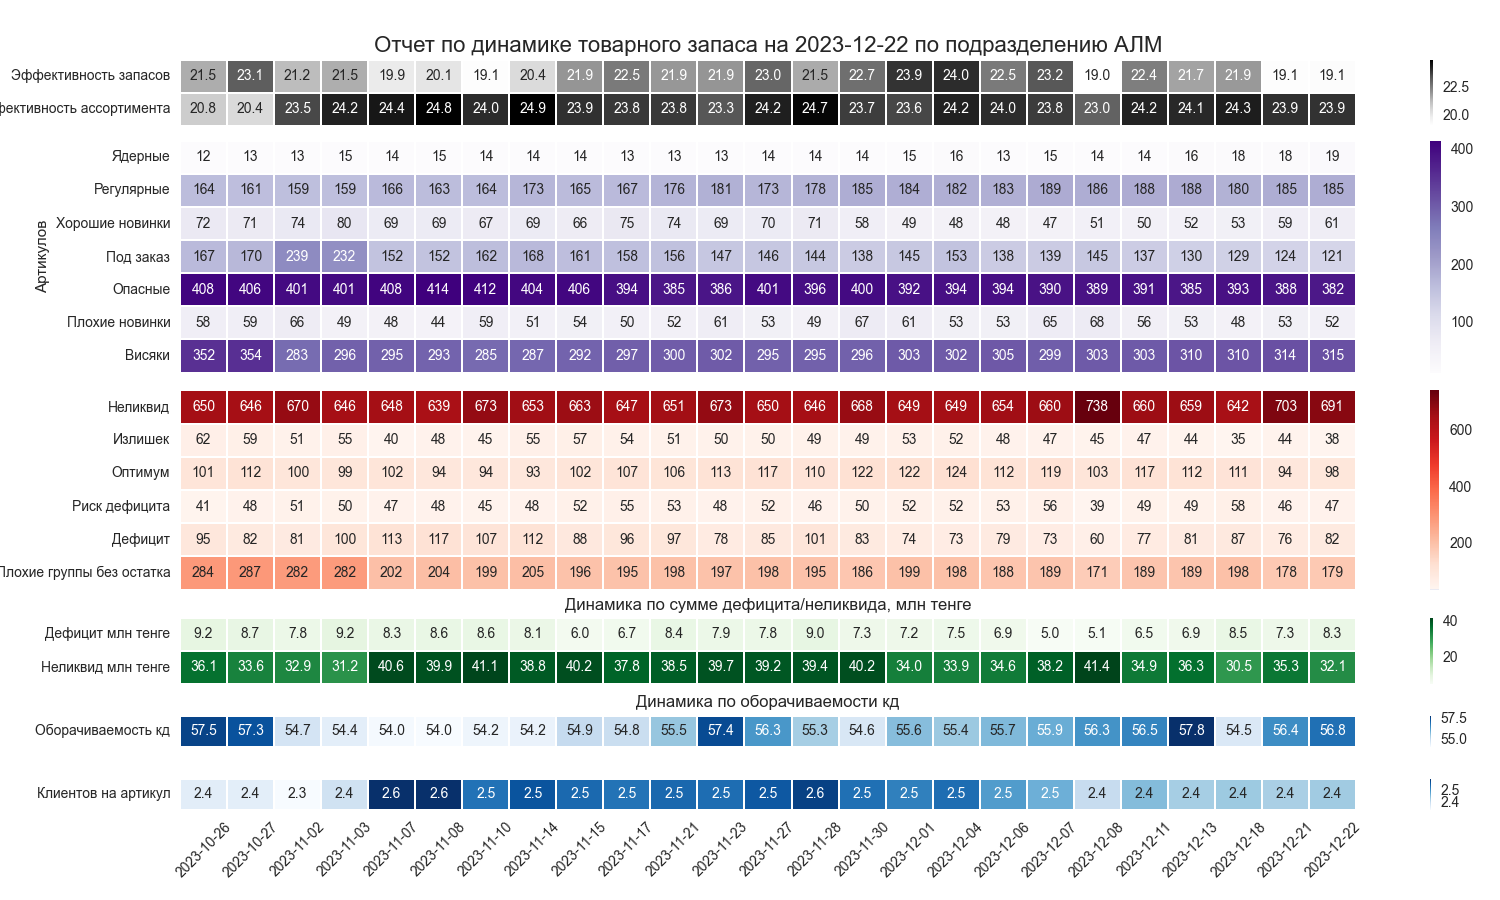 Отчет по динамике товарного запаса на 2023-12-22 по подразделению АЛМ
Эффективность запасов 21.5 23.1 21.2 21.5 19.9 20.1 19.1 20.4 21.9 22.5 21.9 21.9 23.0 21.5 22.7 23.9 24.0 22.5 23.2 19.0 22.4 21.7 21.9 19.1 19.1
фективность ассортимента 20.8 20.4 23.5 24.2 24.4 24.8 24.0 24.9 23.9 23.8 23.8 23.3 24.2 24.7 23.7 23.6 24.2 24.0 23.8 23.0 24.2 24.1 24.3 23.9 23.9
22.5
20.0
Артикулов
Ядерные 12 13 13 15 14 15 14 14 14 13 13 13 14 14 14 15 16 13 15 14 14 16 18 18 19
Регулярные 164 161 159 159 166 163 164 173 165 167 176 181 173 178 185 184 182 183 189 186 188 188 180 185 185
Хорошие новинки 72 71 74 80 69 69 67 69 66 75 74 69 70 71 58 49 48 48 47 51 50 52 53 59 61
Под заказ 167 170 239 232 152 152 162 168 161 158 156 147 146 144 138 145 153 138 139 145 137 130 129 124 121
Опасные 408 406 401 401 408 414 412 404 406 394 385 386 401 396 400 392 394 394 390 389 391 385 393 388 382
Плохие новинки 58 59 66 49 48 44 59 51 54 50 52 61 53 49 67 61 53 53 65 68 56 53 48 53 52
Висяки 352 354 283 296 295 293 285 287 292 297 300 302 295 295 296 303 302 305 299 303 303 310 310 314 315
400
300
200
100
Неликвид 650 646 670 646 648 639 673 653 663 647 651 673 650 646 668 649 649 654 660 738 660 659 642 703 691
Излишек 62 59 51 55 40 48 45 55 57 54 51 50 50 49 49 53 52 48 47 45 47 44 35 44 38
Оптимум 101 112 100 99 102 94 94 93 102 107 106 113 117 110 122 122 124 112 119 103 117 112 111 94 98
Риск дефицита 41 48 51 50 47 48 45 48 52 55 53 48 52 46 50 52 52 53 56 39 49 49 58 46 47
Дефицит 95 82 81 100 113 117 107 112 88 96 97 78 85 101 83 74 73 79 73 60 77 81 87 76 82
Плохие группы без остатка 284 287 282 282 202 204 199 205 196 195 198 197 198 195 186 199 198 188 189 171 189 189 198 178 179
600
400
200
Динамика по сумме дефицита/неликвида, млн тенге
Дефицит млн тенге 9.2 8.7 7.8 9.2 8.3 8.6 8.6 8.1 6.0 6.7 8.4 7.9 7.8 9.0 7.3 7.2 7.5 6.9 5.0 5.1 6.5 6.9 8.5 7.3 8.3
Неликвид млн тенге 36.1 33.6 32.9 31.2 40.6 39.9 41.1 38.8 40.2 37.8 38.5 39.7 39.2 39.4 40.2 34.0 33.9 34.6 38.2 41.4 34.9 36.3 30.5 35.3 32.1
40
20
Динамика по оборачиваемости кд
Оборачиваемость кд 57.5 57.3 54.7 54.4 54.0 54.0 54.2 54.2 54.9 54.8 55.5 57.4 56.3 55.3 54.6 55.6 55.4 55.7 55.9 56.3 56.5 57.8 54.5 56.4 56.8
57.5
55.0
Клиентов на артикул 2.4 2.4 2.3 2.4 2.6 2.6 2.5 2.5 2.5 2.5 2.5 2.5 2.5 2.6 2.5 2.5 2.5 2.5 2.5 2.4 2.4 2.4 2.4 2.4 2.4
2.5
2.4
2023-10-26 2023-10-27 2023-11-02 2023-11-03 2023-11-07 2023-11-08 2023-11-10 2023-11-14 2023-11-15 2023-11-17 2023-11-21 2023-11-23 2023-11-27 2023-11-28 2023-11-30 2023-12-01 2023-12-04 2023-12-06 2023-12-07 2023-12-08 2023-12-11 2023-12-13 2023-12-18 2023-12-21 2023-12-22